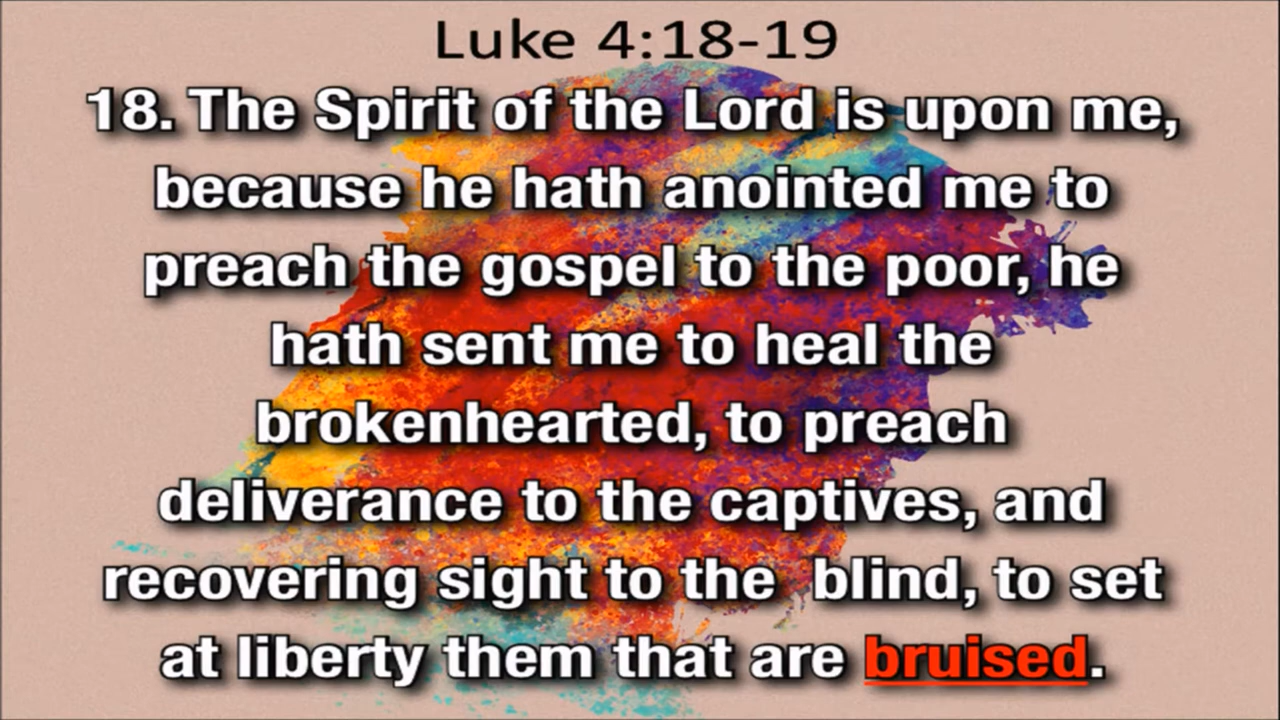 Luke 4:18-19
18. The Spirit of the Lord is upon me,
because he hath anointed me to
preach the gospel to the poor, he
hath sent me to heal the
brokenhearted, to preach
deliverance to the captives, and
recovering sight to the  blind, to set
at liberty them that are bruised.